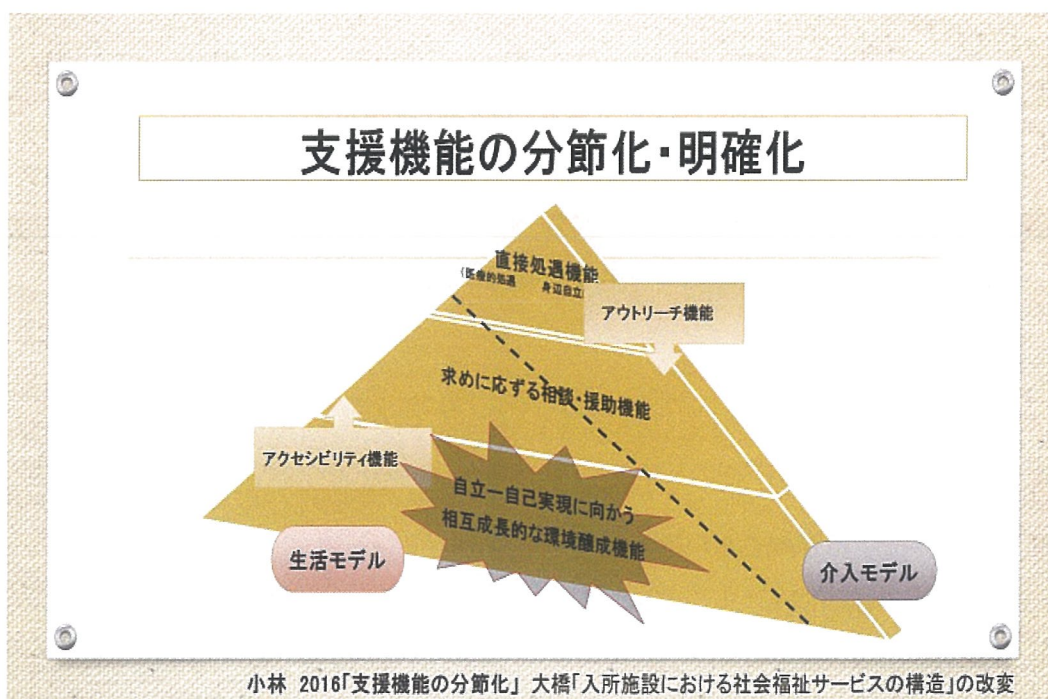 支援機能の分節化・明確化
直接処遇機能
(医療的処遇 身辺自立
アウトリーチ機能
求めに応ずる相談・援助機能
アクセシビリティ機能
自立―自己実現に向かう
相互成長的な環境醸成機能
生活モデル
介入モデル
小林 2016「支援機能の分節化」 大橋「入所施設における社会福祉サービスの構造」の改変